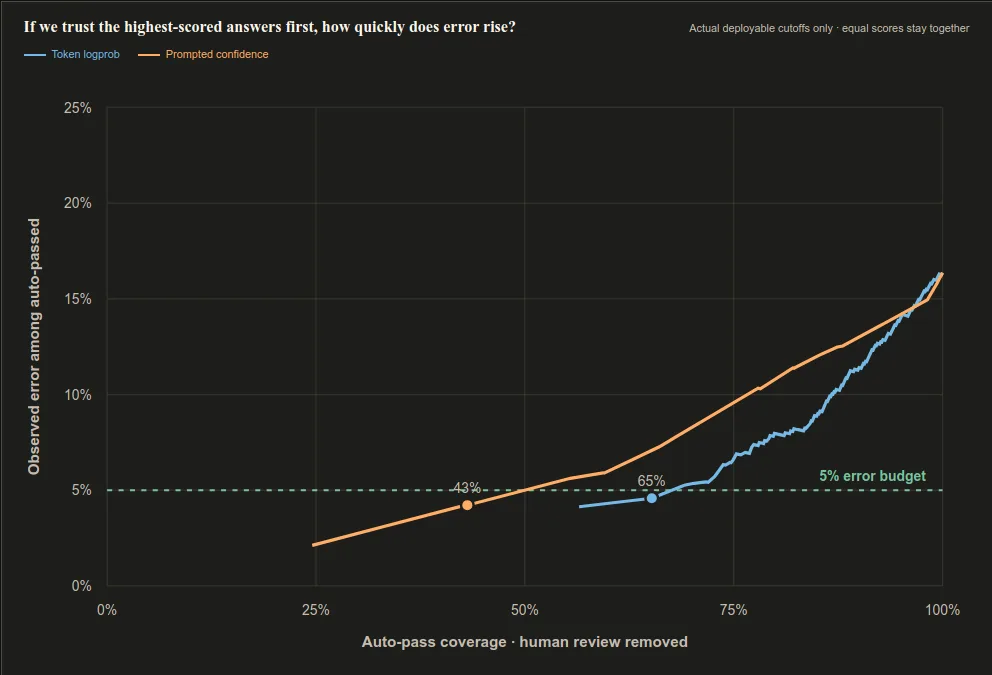 If we trust the highest-scored answers first, how quickly does error rise?
Actual deployable cutoffs only · equal scores stay together
Token logprob
Prompted confidence
25%
20%
15%
10%
5%
0%
Observed error among auto-passed
43%
65%
5% error budget
0%
25%
50%
75%
100%
Auto-pass coverage · human review removed